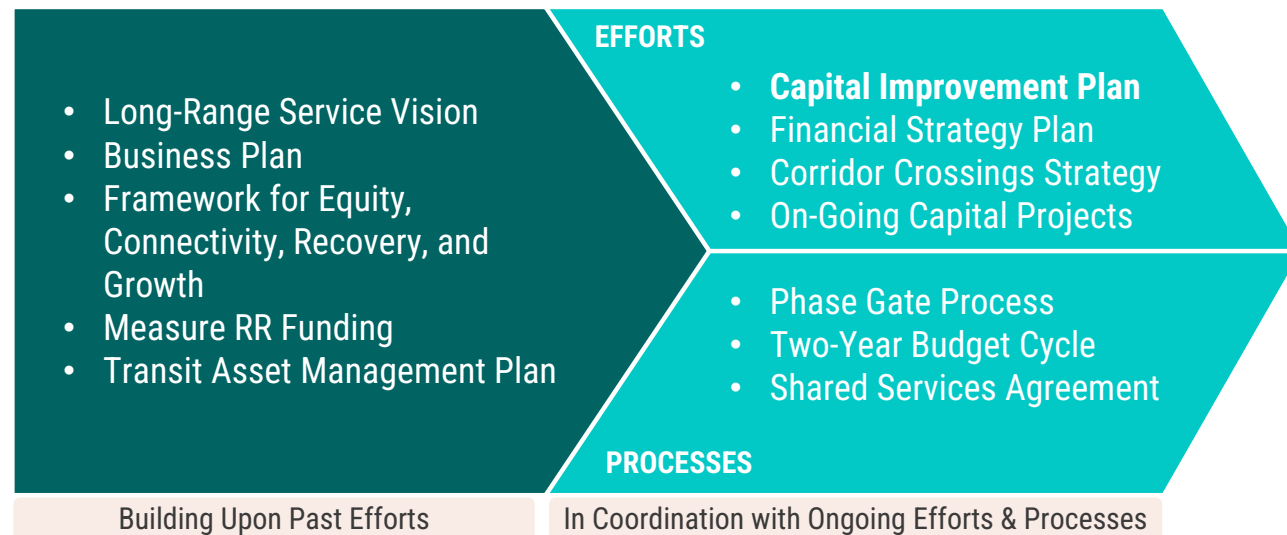 • Long-Range Service Vision
• Business Plan
• Framework for Equity,
Connectivity, Recovery, and
Growth
• Measure RR Funding
• Transit Asset Management Plan
EFFORTS
• Capital Improvement Plan
• Financial Strategy Plan
• Corridor Crossings Strategy
• On-Going Capital Projects
• Phase Gate Process
• Two-Year Budget Cycle
• Shared Services Agreement
PROCESSES
Building Upon Past Efforts
In Coordination with Ongoing Efforts & Processes